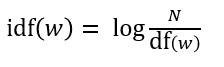 idf(w) = log N/df(w)